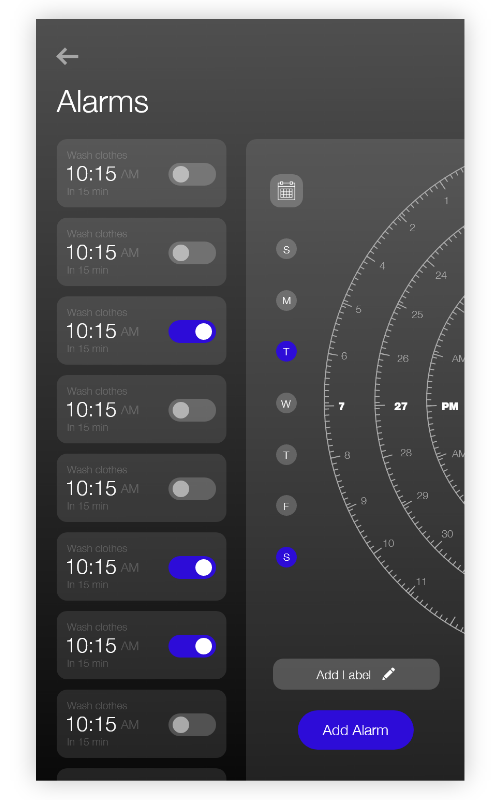 Alarms
Wash clothes
10:15 AM
In 15 min
Wash clothes
10:15 AM
In 15 min
Wash clothes
10:15 AM
In 15 min
Wash clothes
10:15 AM
In 15 min
Wash clothes
10:15 AM
In 15 min
Wash clothes
10:15 AM
In 15 min
Wash clothes
10:15 AM
In 15 min
Wash clothes
10:15 AM
In 15 min
S
M
T
W
T
F
S
1
2
4
5
6
7
8
9
10
11
24
25
26
27
28
29
30
AM
PM
AM
Add Label
Add Alarm